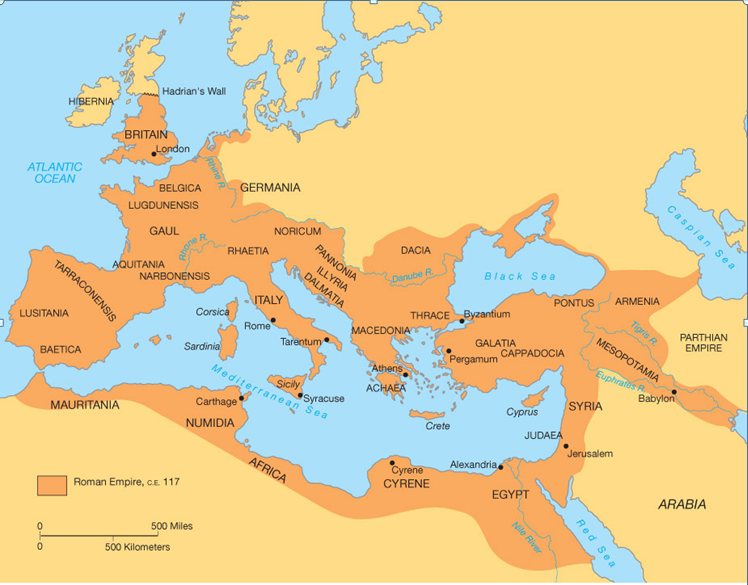 HIBERNIA
Hadrian's Wall
BRITAIN
London
ATLANTIC
OCEAN
Rhine R.
BELGICA
GERMANIA
LUGDUNENSIS
GAUL
Rhone R.
NORICUM
RHAETIA
AQUITANIA
NARBONENSIS
PANNONIA
ILLYRIA
DALMATIA
DACIA
Danube R.
Black Sea
Caspian Sea
TARRACONENSIS
LUSITANIA
BAETICA
Corsica
ITALY
Rome
Sardinia
Tarentum
THRACE
Byzantium
MACEDONIA
PONTUS
ARMENIA
Tigris R.
PARTHIAN
EMPIRE
GALATIA
CAPPADOCIA
Pergamum
MESOPOTAMIA
Euphrates R.
Babylon
Athens
ACHAEA
Mediterranean Sea
Sicily
Syracuse
Carthage
MAURITANIA
NUMIDIA
Crete
Cyprus
SYRIA
JUDAEA
Jerusalem
AFRICA
Cyrene
CYRENE
Alexandria
EGYPT
Nile River
Red Sea
ARABIA
Roman Empire, C.E. 117
0 500 Miles
0 500 Kilometers